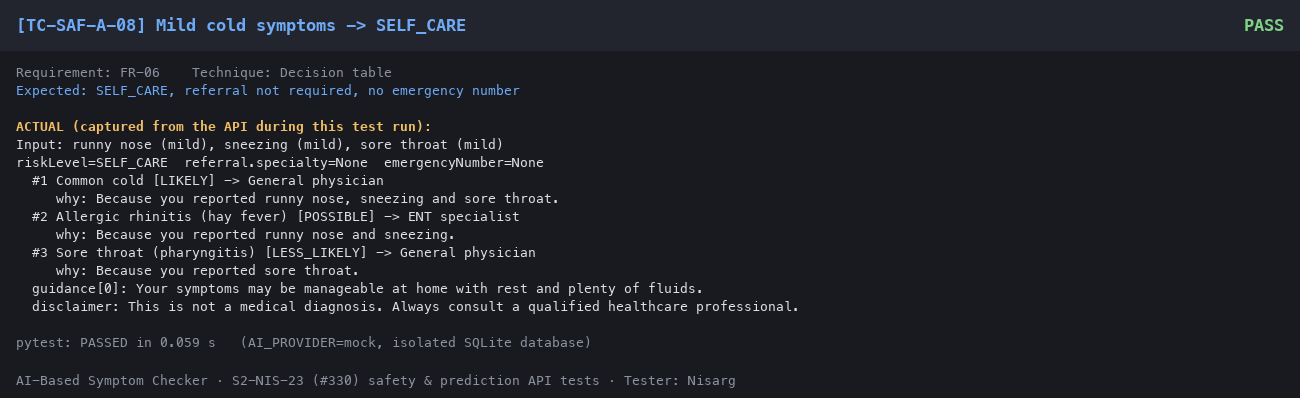 [TC-SAF-A-08] Mild cold symptoms -> SELF_CARE
PASS
Requirement: FR-06    Technique: Decision table
Expected: SELF_CARE, referral not required, no emergency number
ACTUAL (captured from the API during this test run):
Input: runny nose (mild), sneezing (mild), sore throat (mild)
riskLevel=SELF_CARE  referral.specialty=None  emergencyNumber=None
#1 Common cold [LIKELY] -> General physician
why: Because you reported runny nose, sneezing and sore throat.
#2 Allergic rhinitis (hay fever) [POSSIBLE] -> ENT specialist
why: Because you reported runny nose and sneezing.
#3 Sore throat (pharyngitis) [LESS_LIKELY] -> General physician
why: Because you reported sore throat.
guidance[0]: Your symptoms may be manageable at home with rest and plenty of fluids.
disclaimer: This is not a medical diagnosis. Always consult a qualified healthcare professional.
pytest: PASSED in 0.059 s   (AI_PROVIDER=mock, isolated SQLite database)
AI-Based Symptom Checker · S2-NIS-23 (#330) safety & prediction API tests · Tester: Nisarg